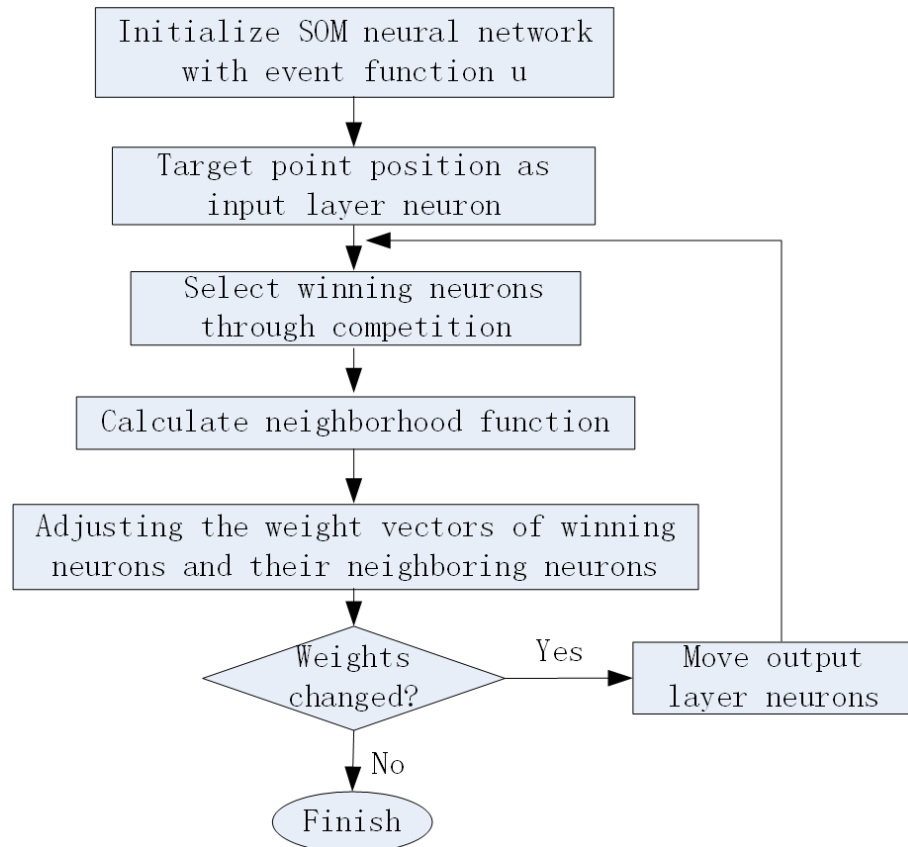 Initialize SOM neural network
with event function u
Target point position as
input layer neuron
Select winning neurons
through competition
Calculate neighborhood function
Adjusting the weight vectors of winning
neurons and their neighboring neurons
Weights
changed?
Yes
Move output
layer neurons
No
Finish